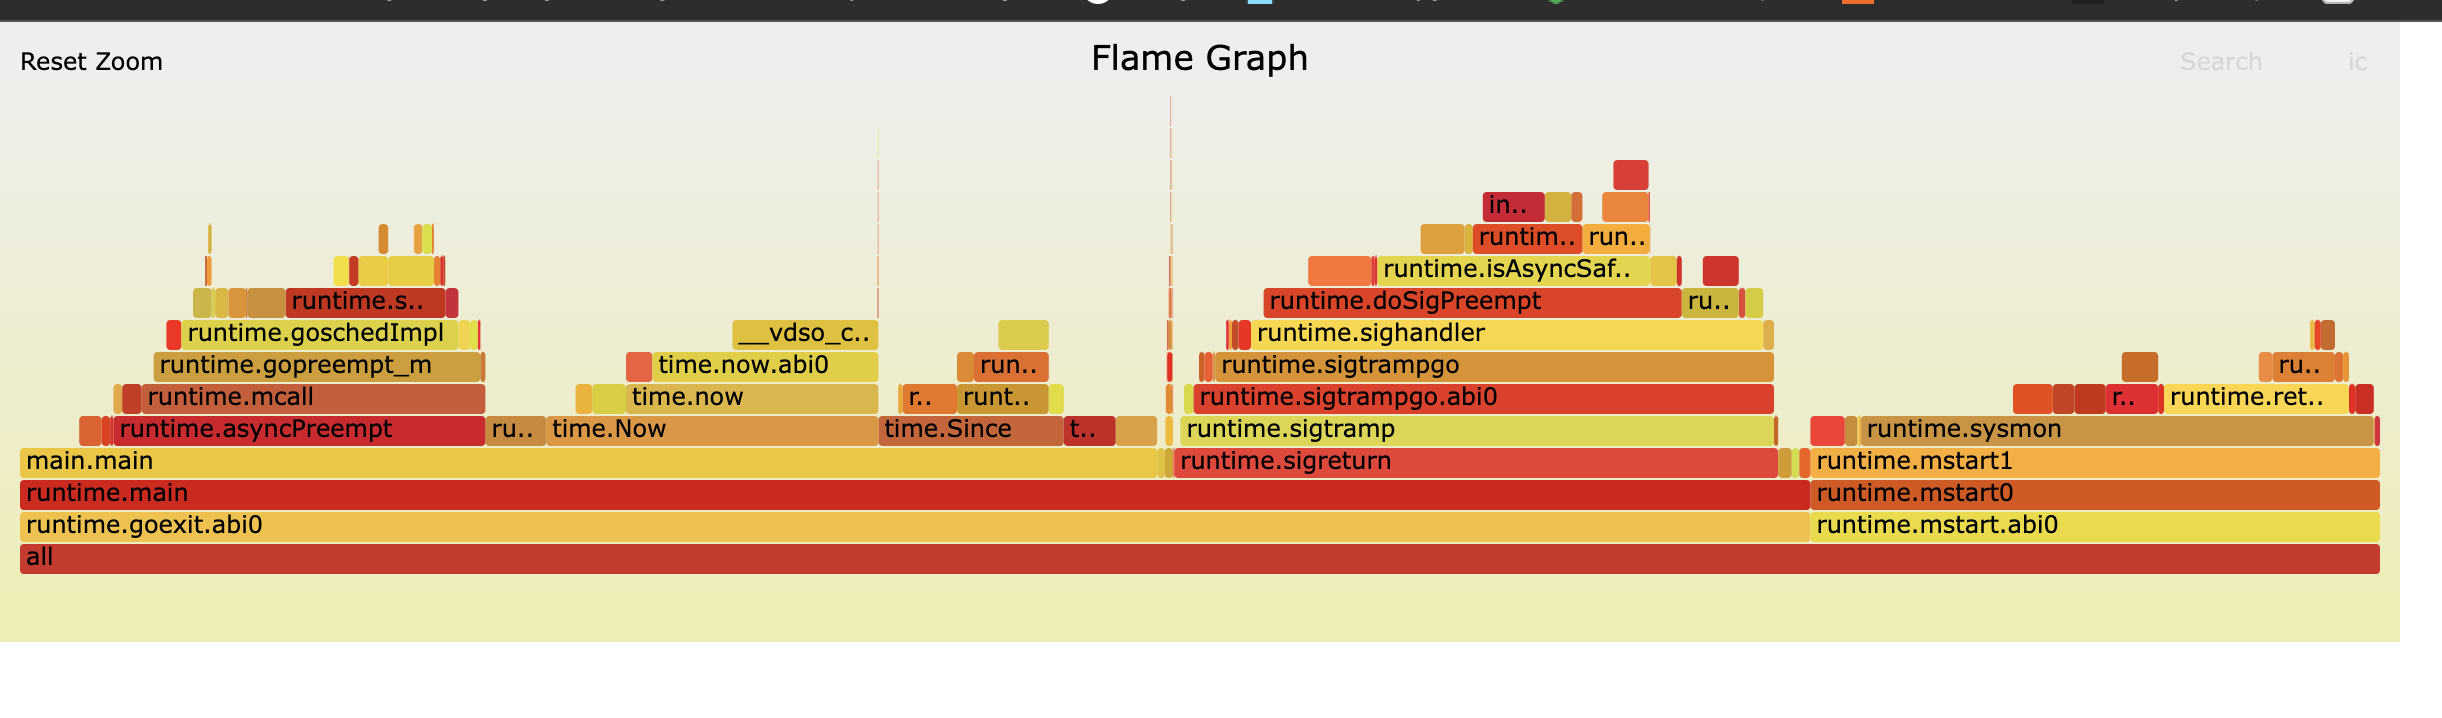 Reset Zoom Flame Graph Search ic
in..
runtim.. run..
runtime.isAsyncSaf..
runtime.s.. runtime.doSigPreempt ru..
runtime.goschedImpl __vdso_c.. runtime.sighandler
runtime.gopreempt_m time.now.abi0 run.. runtime.sigtrampgo ru..
runtime.mcall time.now r.. runt.. runtime.sigtrampgo.abi0 r.. runtime.ret..
runtime.asyncPreempt ru.. time.Now time.Since t.. runtime.sigtramp runtime.sysmon
main.main runtime.sigreturn runtime.mstart1
runtime.main runtime.mstart0
runtime.goexit.abi0 runtime.mstart.abi0
all